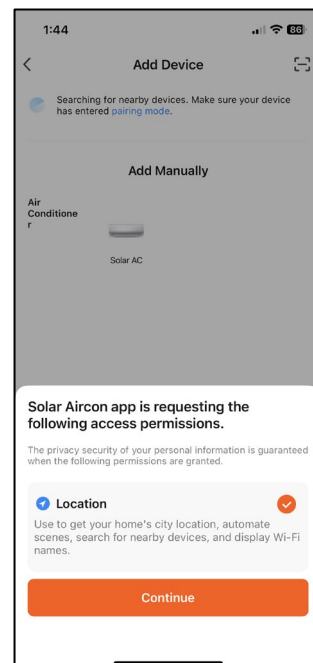 1:44
86
Add Device
Searching for nearby devices. Make sure your device
has entered pairing mode.
Add Manually
Air
Conditione
r
Solar AC
Solar Aircon app is requesting the
following access permissions.
The privacy security of your personal information is guaranteed
when the following permissions are granted.
Location
Use to get your home's city location, automate
scenes, search for nearby devices, and display Wi-Fi
names.
Continue